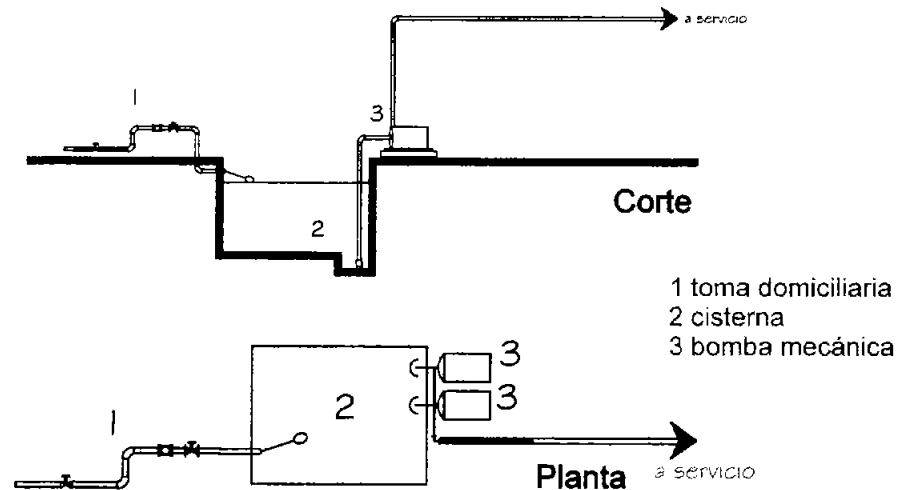 a servicio
1
3
2
Corte
1 toma domiciliaria
2 cisterna
3 bomba mecánica
3
2
3
1
Planta
a servicio